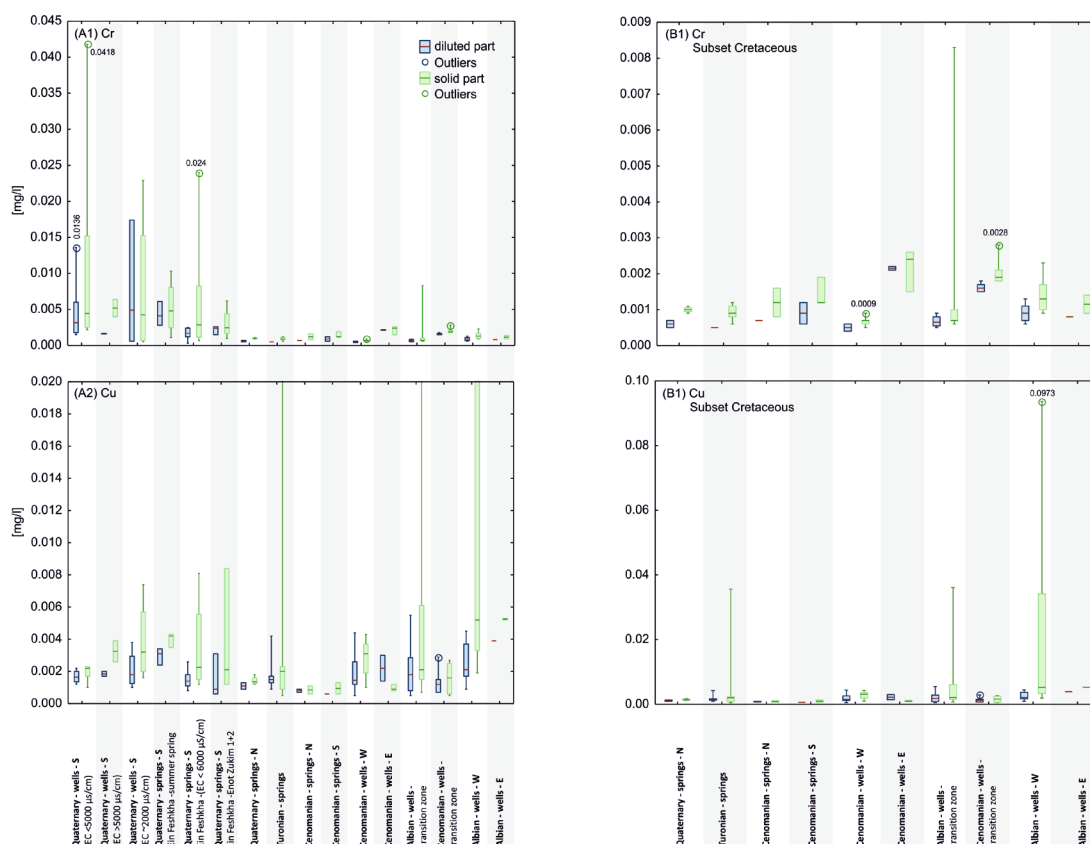 (A1) Cr
diluted part
Outliers
solid part
Outliers
[mg/l]
0.045
0.040
0.035
0.030
0.025
0.020
0.015
0.010
0.005
0.000
0.0418
0.0136
0.024
(B1) Cr
Subset Cretaceous
0.009
0.008
0.007
0.006
0.005
0.004
0.003
0.002
0.001
0.000
0.0009
0.0028
(A2) Cu
[mg/l]
0.020
0.018
0.016
0.014
0.012
0.010
0.008
0.006
0.004
0.002
0.000
(B1) Cu
Subset Cretaceous
0.10
0.08
0.06
0.04
0.02
0.00
0.0973
Quaternary - wells - S
EC <5000 µS/cm)
Quaternary - wells - S
EC >5000 µS/cm)
Quaternary - wells - S
EC ~2000 µS/cm)
Quaternary - springs - S
Ein Feshkha -summer spring
Quaternary - springs - S
Ein Feshkha -(EC < 6000 µS/cm)
Quaternary - springs - S
Ein Feshkha -Enot Zukim 1+2
Quaternary - springs - N
Turonian - springs
Cenomanian - springs - N
Cenomanian - springs - S
Cenomanian - wells - W
Cenomanian - wells - E
Albian - wells -
transition zone
Cenomanian - wells -
transition zone
Albian - wells - W
Albian - wells - E
Quaternary - springs - N
Turonian - springs
Cenomanian - springs - N
Cenomanian - springs - S
Cenomanian - wells - W
Cenomanian - wells - E
Albian - wells -
transition zone
Cenomanian - wells -
transition zone
Albian - wells - W
Albian - wells - E